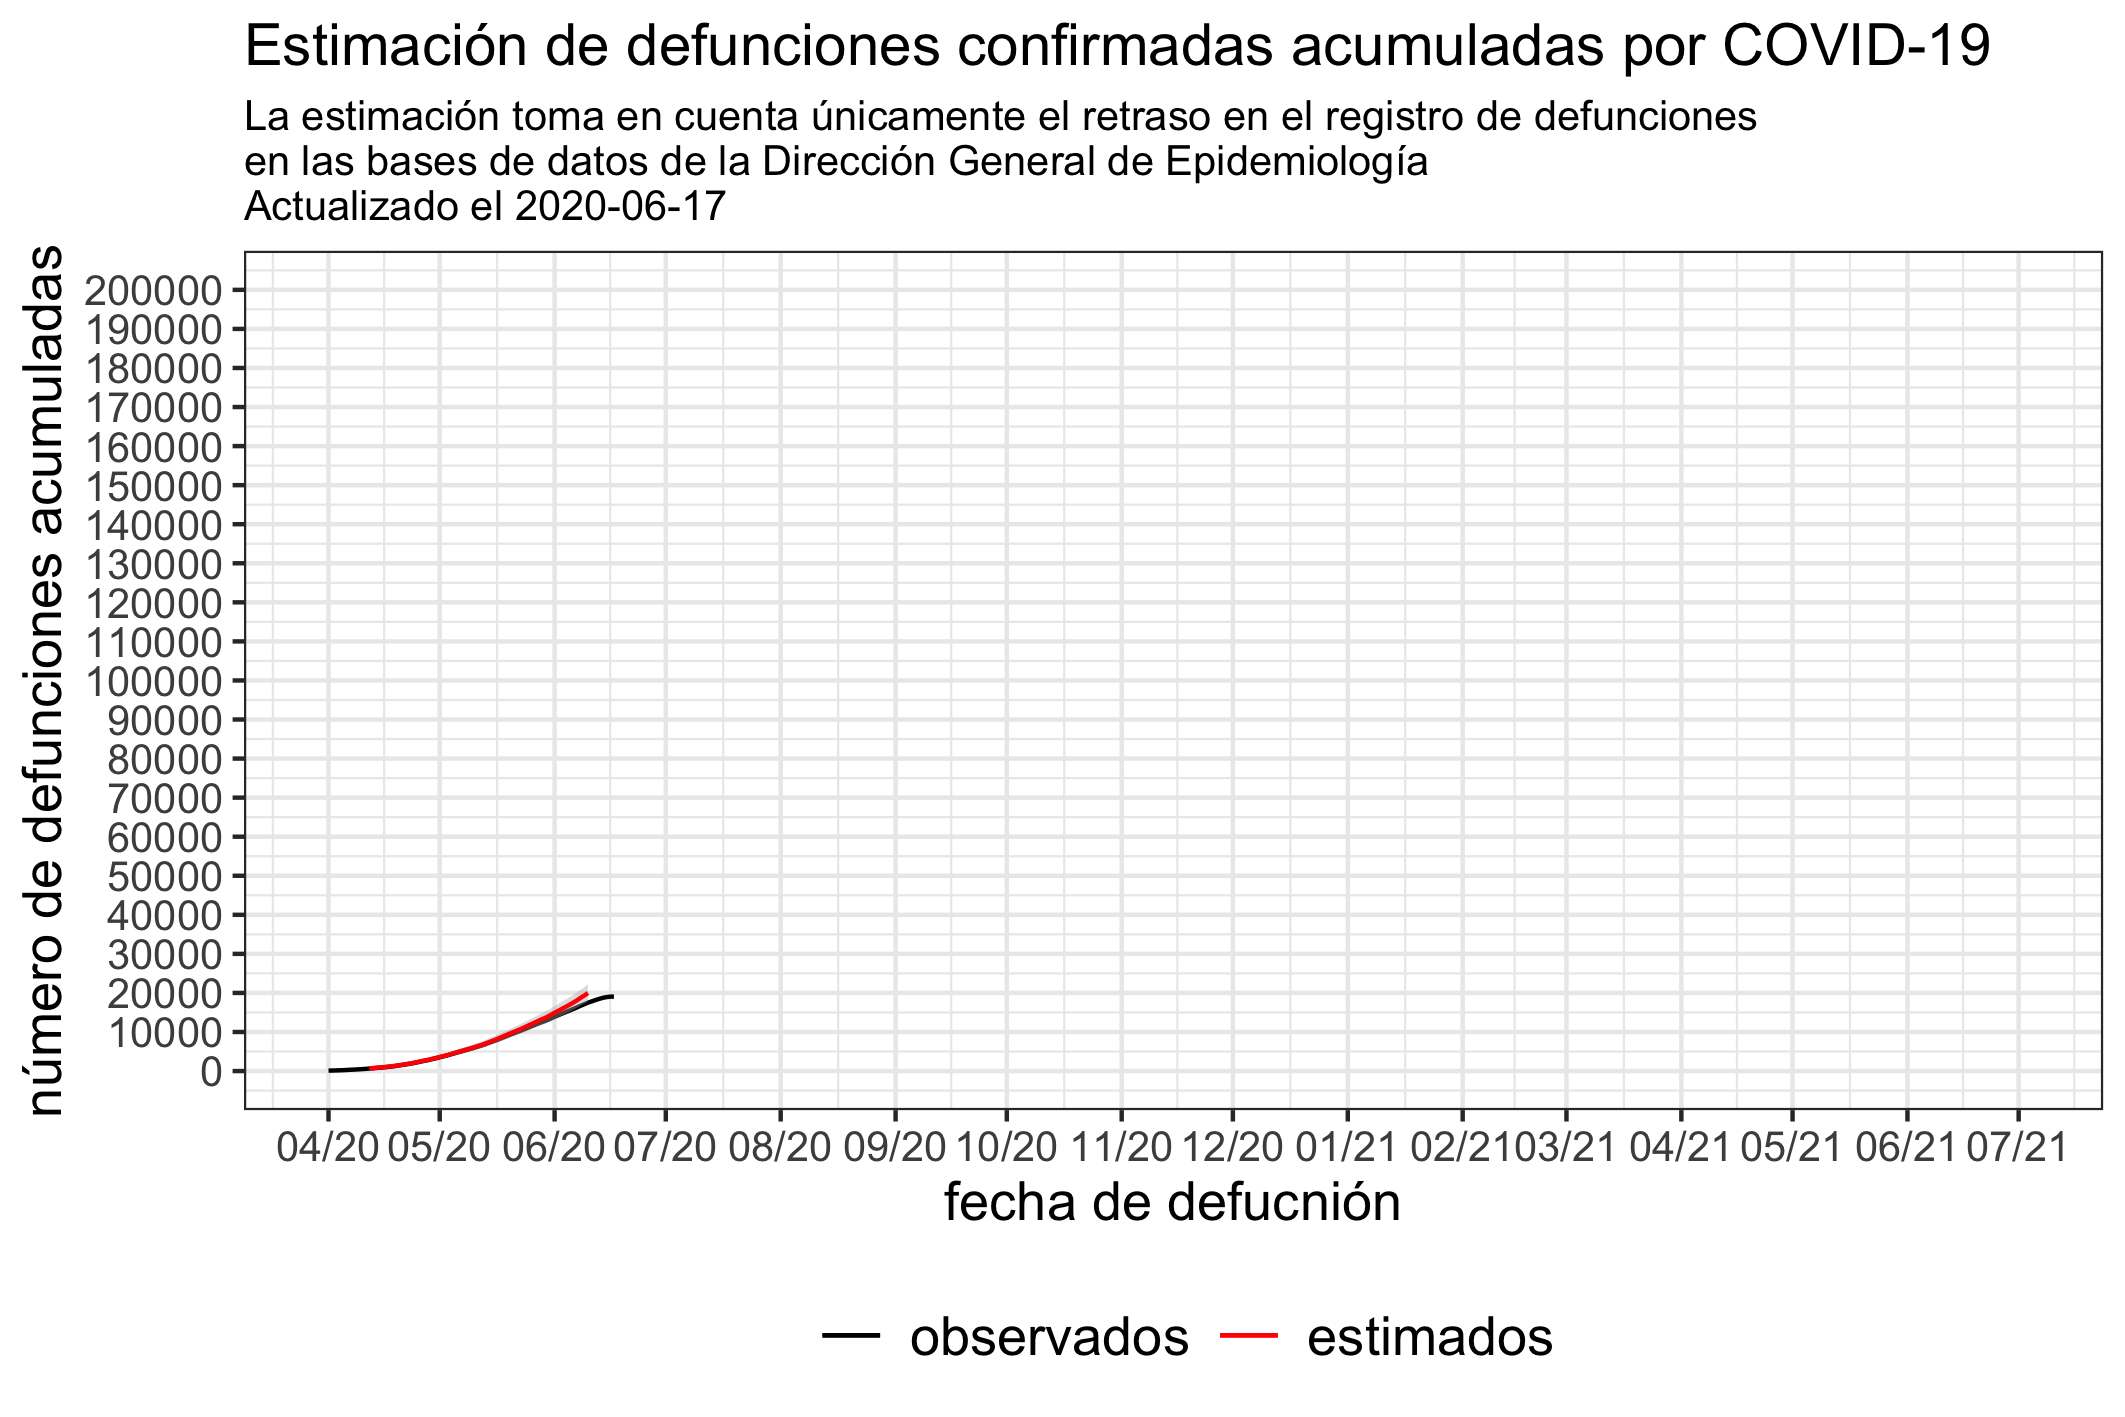 Estimación de defunciones confirmadas acumuladas por COVID-19
La estimación toma en cuenta únicamente el retraso en el registro de defunciones
en las bases de datos de la Dirección General de Epidemiología
Actualizado el 2020-06-17
número de defunciones acumuladas
200000
190000
180000
170000
160000
150000
140000
130000
120000
110000
100000
90000
80000
70000
60000
50000
40000
30000
20000
10000
0
04/20 05/20 06/20 07/20 08/20 09/20 10/20 11/20 12/20 01/21 02/21 03/21 04/21 05/21 06/21 07/21
fecha de defucnión
observados estimados